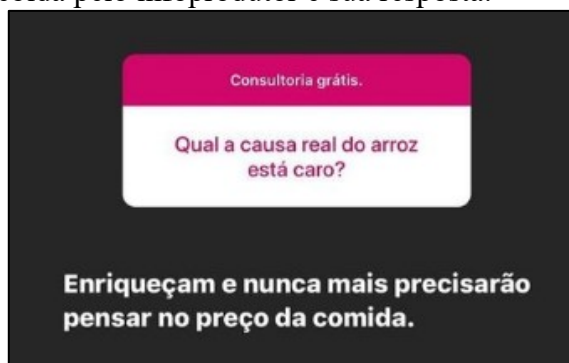 Consultoria grátis.
Qual a causa real do arroz
está caro?
Enriqueçam e nunca mais precisarão
pensar no preço da comida.